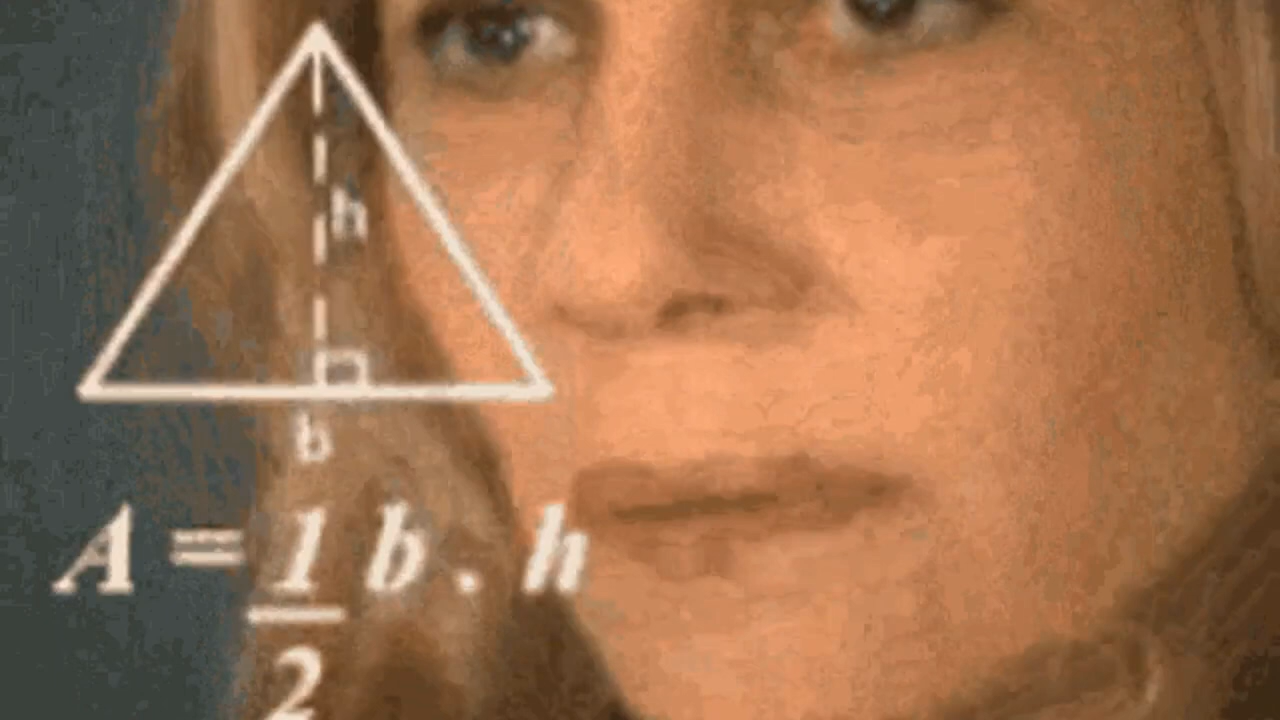 h
b
A = 1/2 b . h